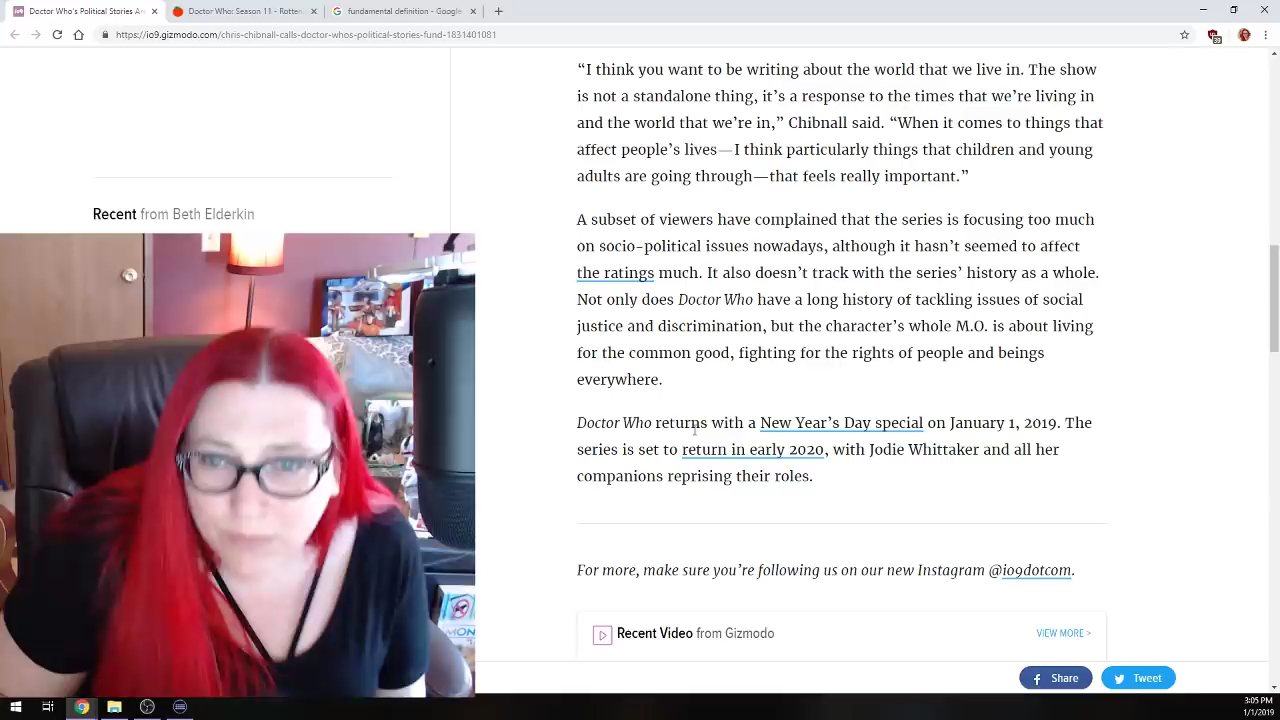 Doctor Who's Political Stories Ar
Doctor Who: Season 11 - Rotten
fundamental definition - Google
https://io9.gizmodo.com/chris-chibnall-calls-doctor-whos-political-stories-fund-1831401081
“I think you want to be writing about the world that we live in. The show
is not a standalone thing, it’s a response to the times that we’re living in
and the world that we’re in,” Chibnall said. “When it comes to things that
affect people’s lives—I think particularly things that children and young
adults are going through—that feels really important.”
Recent from Beth Elderkin
A subset of viewers have complained that the series is focusing too much
on socio-political issues nowadays, although it hasn’t seemed to affect
the ratings much. It also doesn’t track with the series’ history as a whole.
Not only does Doctor Who have a long history of tackling issues of social
justice and discrimination, but the character’s whole M.O. is about living
for the common good, fighting for the rights of people and beings
everywhere.
Doctor Who returns with a New Year’s Day special on January 1, 2019. The
series is set to return in early 2020, with Jodie Whittaker and all her
companions reprising their roles.
For more, make sure you’re following us on our new Instagram @io9dotcom.
Recent Video from Gizmodo
VIEW MORE >
Share
Tweet
3:05 PM
1/1/2019